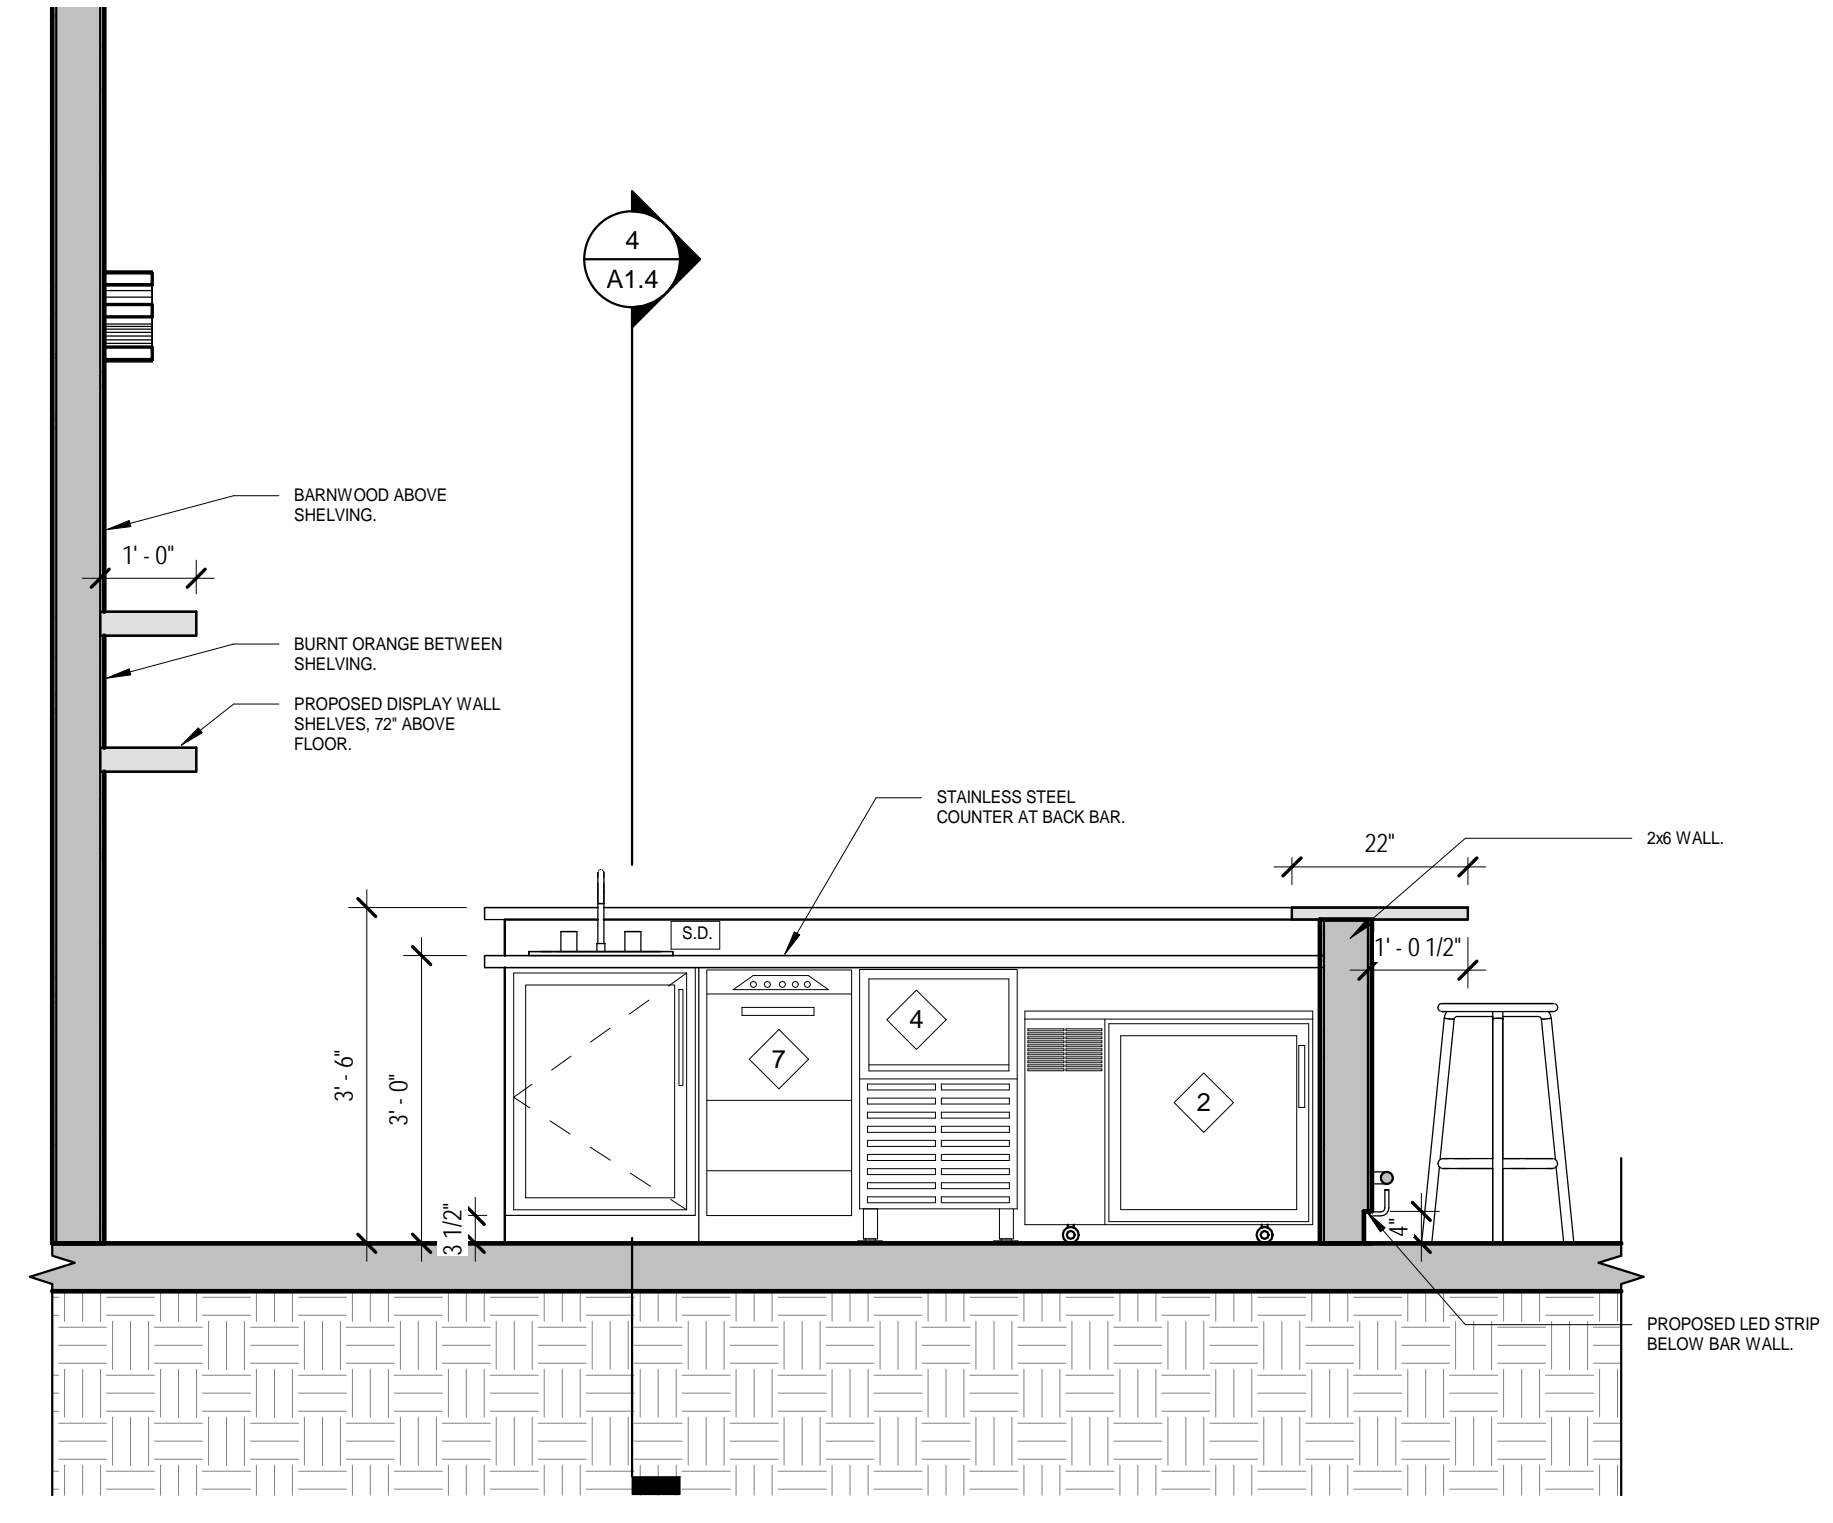 4
A1.4
BARNWOOD ABOVE
SHELVING.
1' - 0"
BURNT ORANGE BETWEEN
SHELVING.
PROPOSED DISPLAY WALL
SHELVES, 72" ABOVE
FLOOR.
STAINLESS STEEL
COUNTER AT BACK BAR.
22"
2x6 WALL.
S.D.
1' - 0 1/2"
4
7
2
3' - 6"
3' - 0"
3 1/2"
4"
PROPOSED LED STRIP
BELOW BAR WALL.